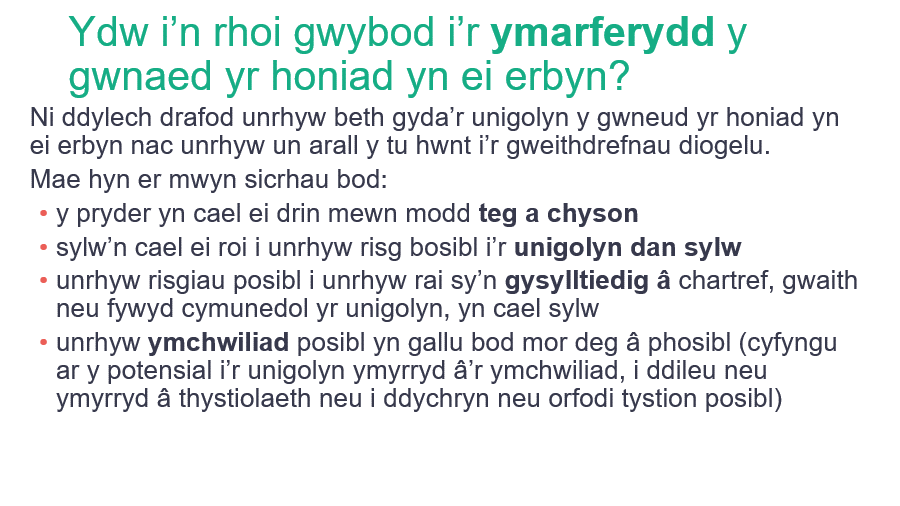 Ydw i’n rhoi gwybod i’r ymarferydd y
gwnaed yr honiad yn ei erbyn?
Ni ddylech drafod unrhyw beth gyda’r unigolyn y gwneud yr honiad yn
ei erbyn nac unrhyw un arall y tu hwnt i’r gweithdrefnau diogelu.
Mae hyn er mwyn sicrhau bod:
• y pryder yn cael ei drin mewn modd teg a chyson
• sylw’n cael ei roi i unrhyw risg bosibl i’r unigolyn dan sylw
• unrhyw risgiau posibl i unrhyw rai sy’n gysylltiedig â chartref, gwaith
neu fywyd cymunedol yr unigolyn, yn cael sylw
• unrhyw ymchwiliad posibl yn gallu bod mor deg â phosibl (cyfyngu
ar y potensial i’r unigolyn ymyrryd â’r ymchwiliad, i ddileu neu
ymyrryd â thystiolaeth neu i ddychryn neu orfodi tystion posibl)